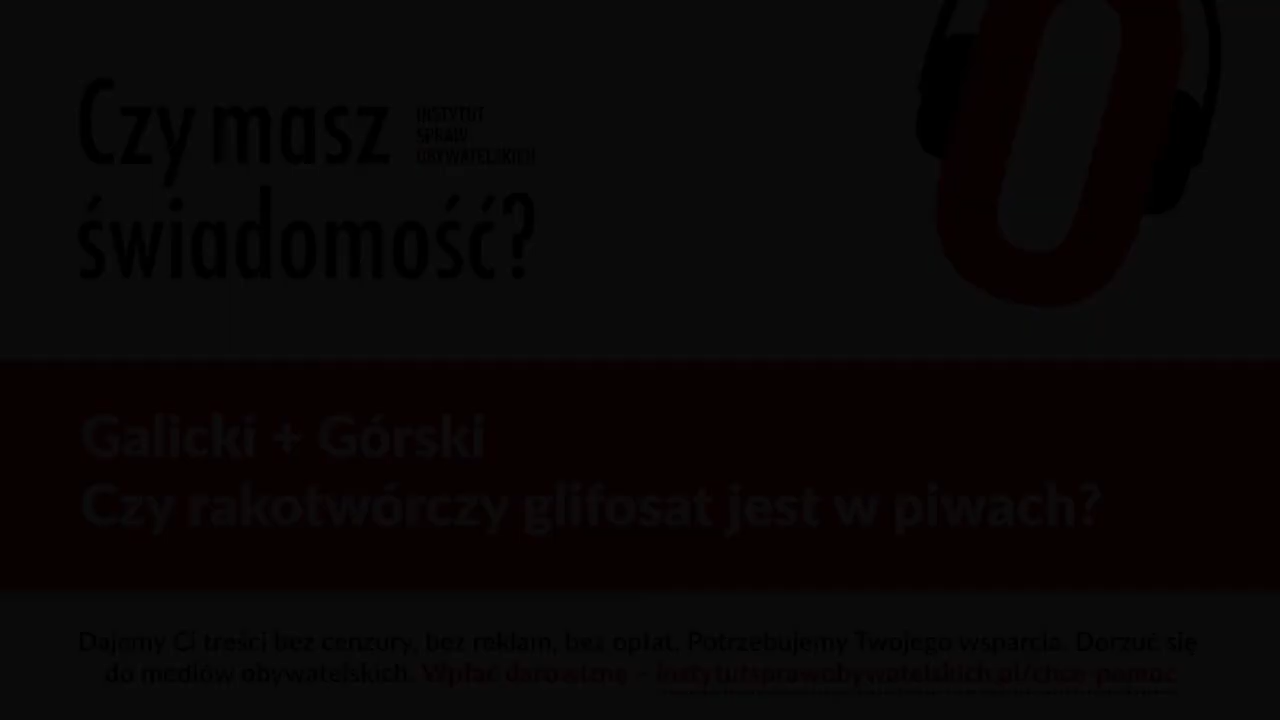 Czy masz
świadomość?
INSTYTUT
SPRAW
OBYWATELSKICH
Galicki + Górski
Czy rakotwórczy glifosat jest w piwach?
Dajemy Ci treści bez cenzury, bez reklam, bez opłat. Potrzebujemy Twojego wsparcia. Dorzuć się
do mediów obywatelskich. Wpłać darowiznę - instytutsprawobywatelskich.pl/chce-pomoc